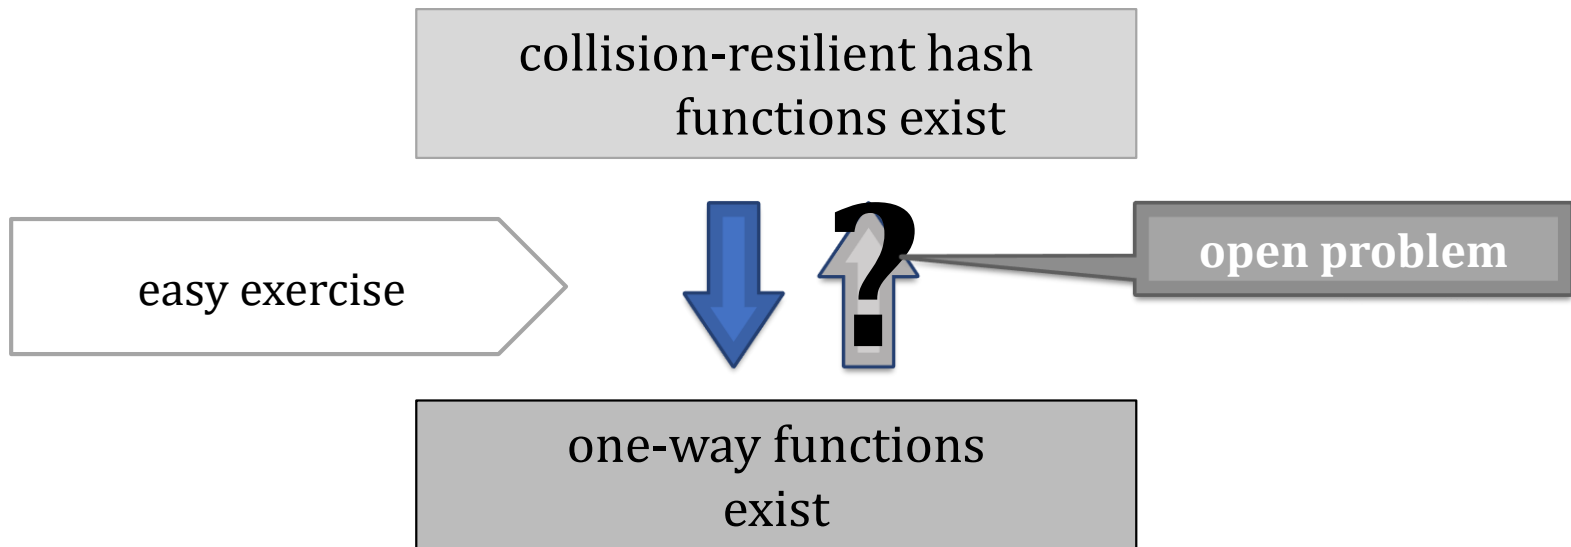 collision-resilient hash
functions exist
easy exercise
?
open problem
one-way functions
exist